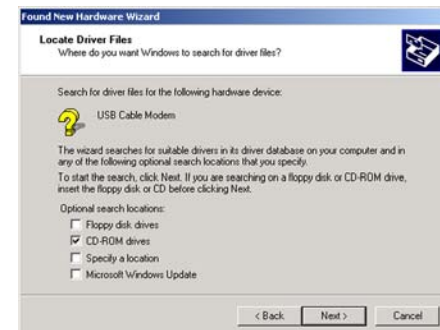 Found New Hardware Wizard
Locate Driver Files
Where do you want Windows to search for driver files?
Search for driver files for the following hardware device:
USB Cable Modem
The wizard searches for suitable drivers in its driver database on your computer and in
any of the following optional search locations that you specify.
To start the search, click Next. If you are searching on a floppy disk or CD-ROM drive,
insert the floppy disk or CD before clicking Next.
Optional search locations:
Floppy disk drives
CD-ROM drives
Specify a location
Microsoft Windows Update
< Back Next > Cancel